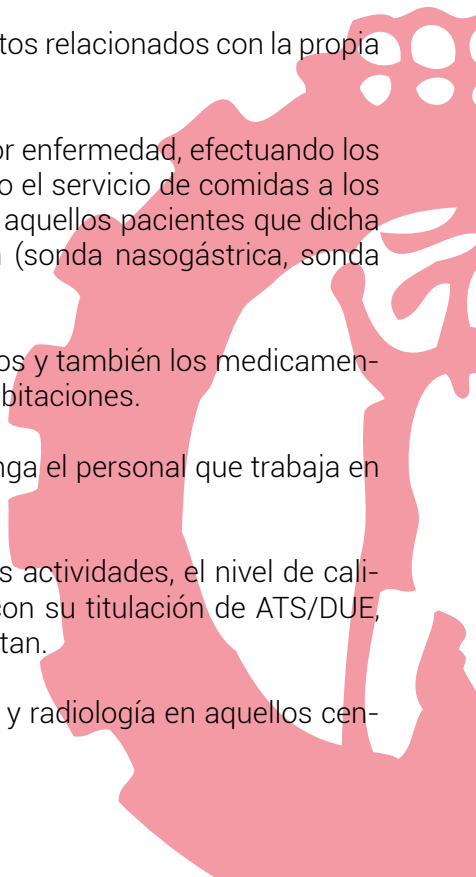 tos relacionados con la propia
or enfermedad, efectuando los
o el servicio de comidas a los
aquellos pacientes que dicha
(sonda nasogástrica, sonda
os y también los medicamen-
bitaciones.
nga el personal que trabaja en
s actividades, el nivel de cali-
con su titulación de ATS/DUE,
tan.
y radiología en aquellos cen-